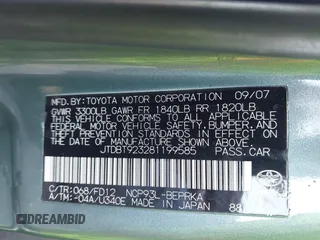 MFD.BY:TOYOTA MOTOR CORPORATION 09/07
GVWR 3300LB GAWR FR 1840LB RR 1820LB
THIS VEHICLE CONFORMS TO ALL APPLICABLE
FEDERAL MOTOR VEHICLE SAFETY, BUMPER, AND
THEFT PREVENTION STANDARDS IN EFFECT ON
THE DATE OF MANUFACTURE SHOWN ABOVE.
JTDBT923281199585 PASS.CAR
C/TR:068/FD12 NCP93L-BEPRKA
A/TM:-04A/U340E MADE IN JAPAN 88
TOYOTA